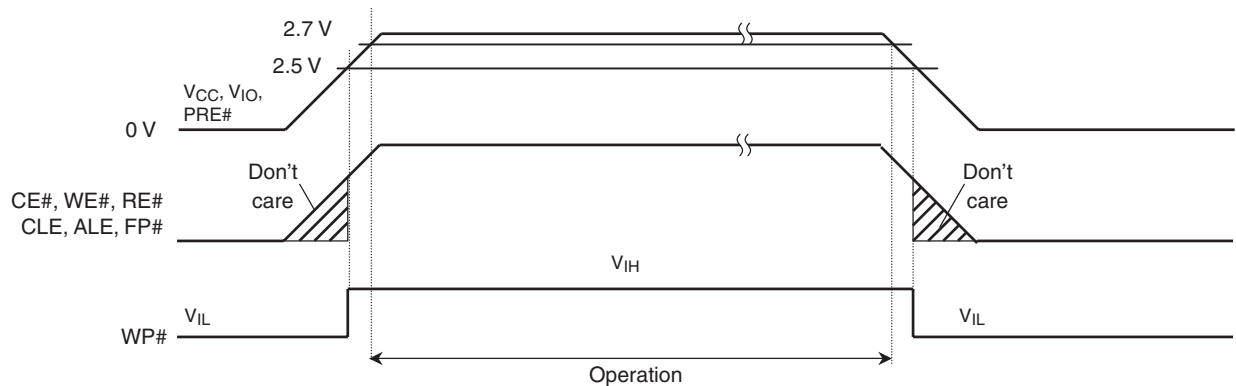 2.7 V
2.5 V
VCC, VIO,
PRE#
0 V
Don't
care
Don't
care
CE#, WE#, RE#
CLE, ALE, FP#
VIH
VIL
VIL
WP#
Operation